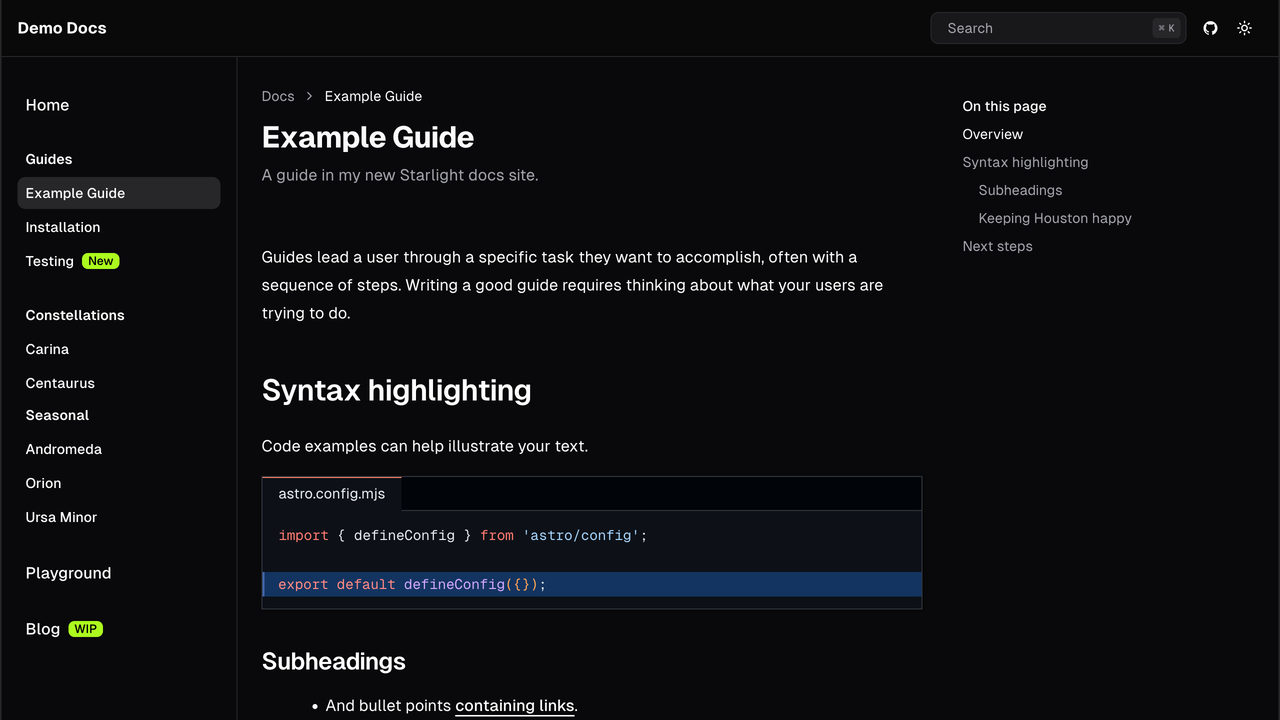 Demo Docs
Search
⌘ K
Home
Guides
Example Guide
Installation
Testing New
Constellations
Carina
Centaurus
Seasonal
Andromeda
Orion
Ursa Minor
Playground
Blog WIP
Docs > Example Guide
Example Guide
A guide in my new Starlight docs site.
Guides lead a user through a specific task they want to accomplish, often with a
sequence of steps. Writing a good guide requires thinking about what your users are
trying to do.
Syntax highlighting
Code examples can help illustrate your text.
astro.config.mjs
import { defineConfig } from 'astro/config';
export default defineConfig({});
Subheadings
• And bullet points containing links.
On this page
Overview
Syntax highlighting
Subheadings
Keeping Houston happy
Next steps